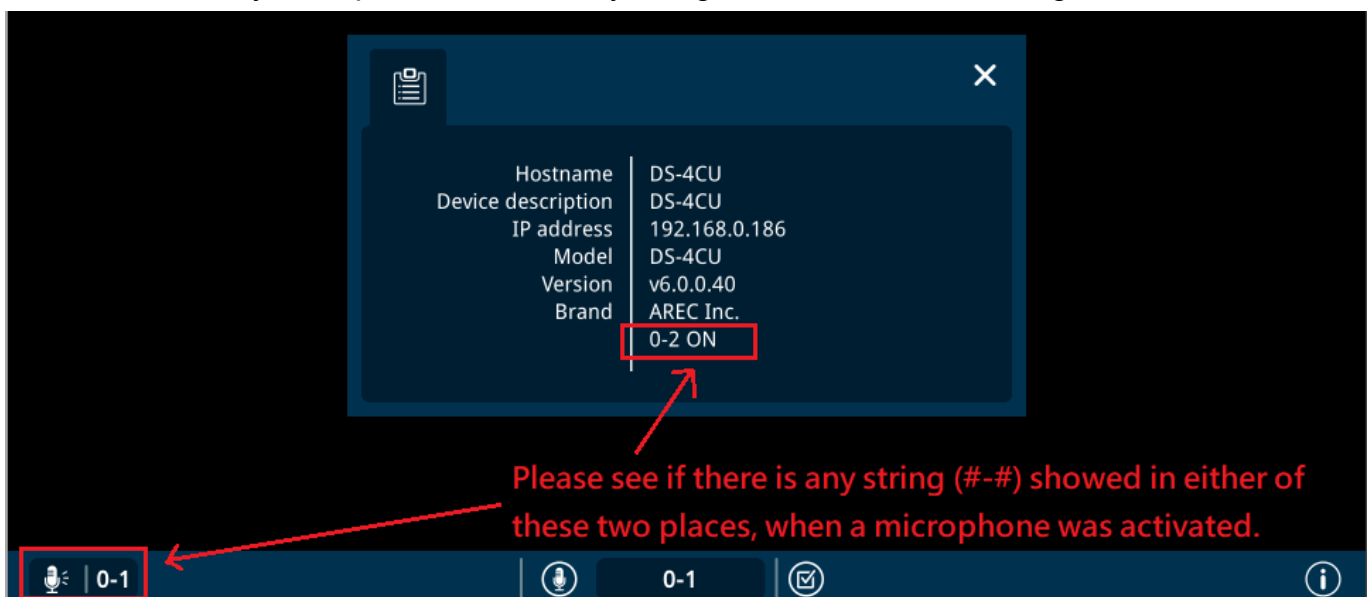 Hostname DS-4CU
Device description DS-4CU
IP address 192.168.0.186
Model DS-4CU
Version v6.0.0.40
Brand AREC Inc.
0-2 ON
Please see if there is any string (#-#) showed in either of
these two places, when a microphone was activated.
0-1 0-1